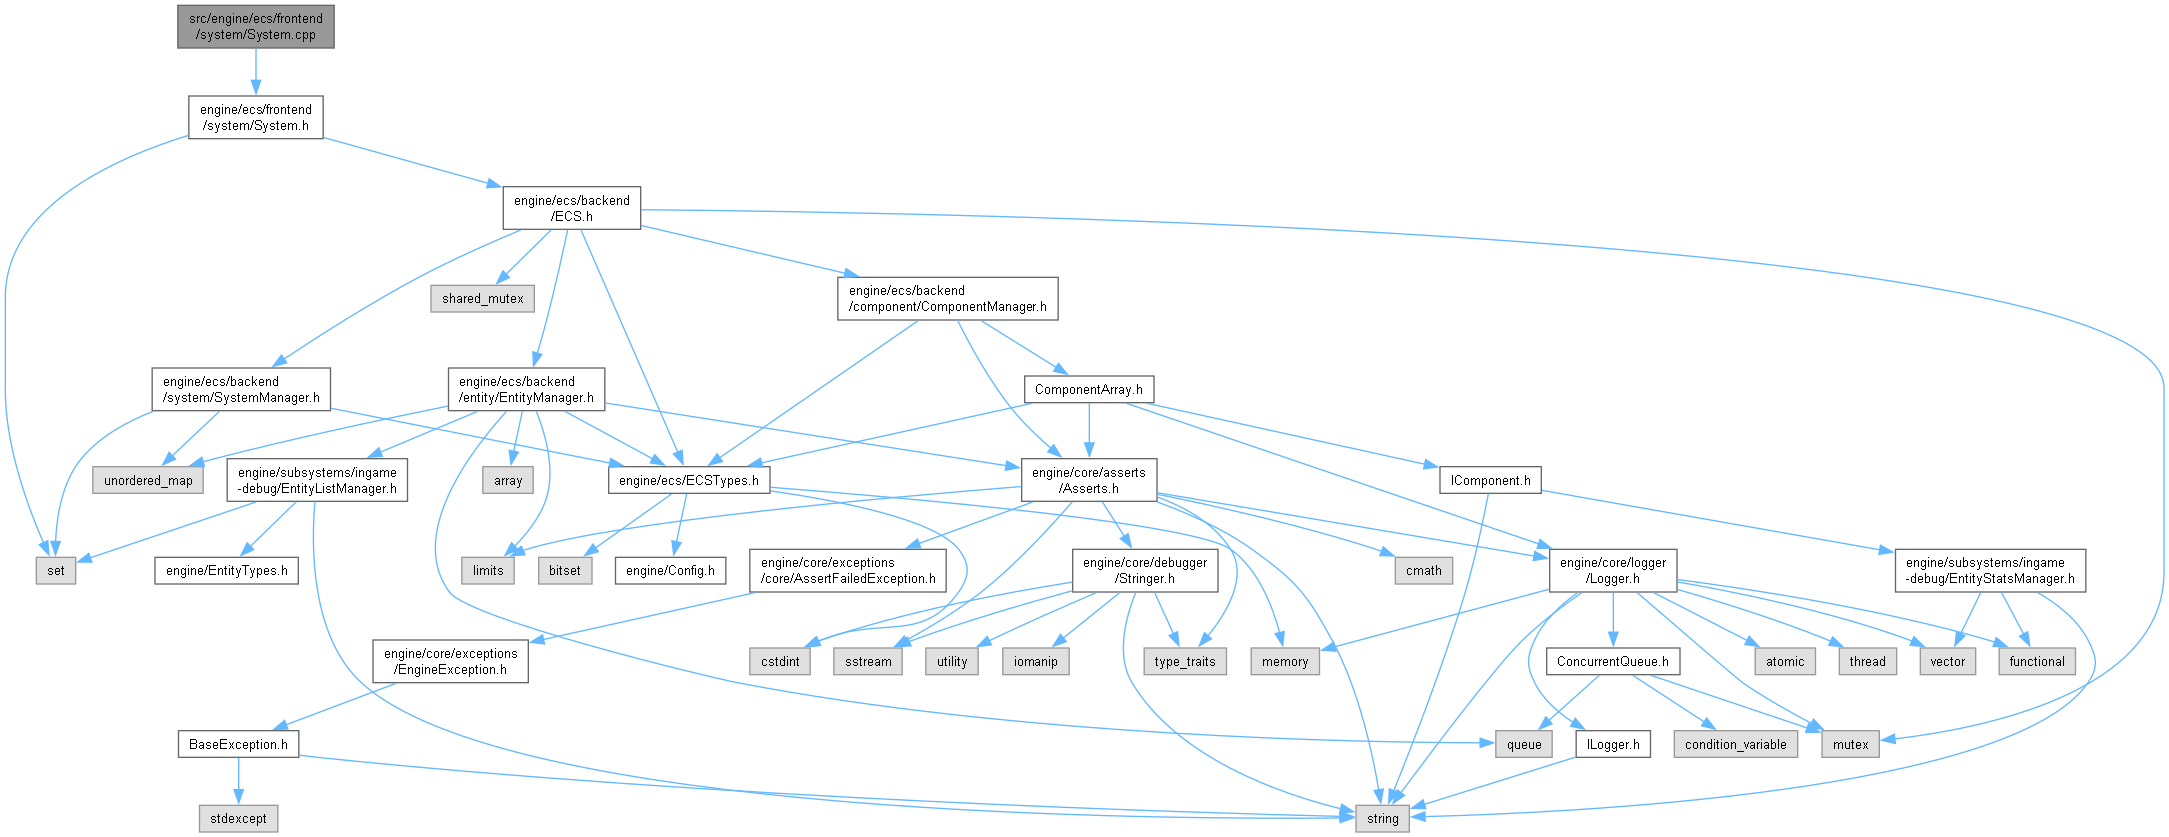 src/engine/ecs/frontend
/system/System.cpp
engine/ecs/frontend
/system/System.h
engine/ecs/backend
/ECS.h
shared_mutex
engine/ecs/backend
/component/ComponentManager.h
engine/ecs/backend
/system/SystemManager.h
engine/ecs/backend
/entity/EntityManager.h
ComponentArray.h
unordered_map
engine/subsystems/ingame
-debug/EntityListManager.h
array
engine/ecs/ECSTypes.h
engine/core/asserts
/Asserts.h
IComponent.h
set
engine/EntityTypes.h
limits
bitset
engine/Config.h
engine/core/exceptions
/core/AssertFailedException.h
engine/core/debugger
/Stringer.h
cmath
engine/core/logger
/Logger.h
engine/subsystems/ingame
-debug/EntityStatsManager.h
engine/core/exceptions
/EngineException.h
cstdint
sstream
utility
iomanip
type_traits
memory
ConcurrentQueue.h
atomic
thread
vector
functional
BaseException.h
queue
ILogger.h
condition_variable
mutex
stdexcept
string